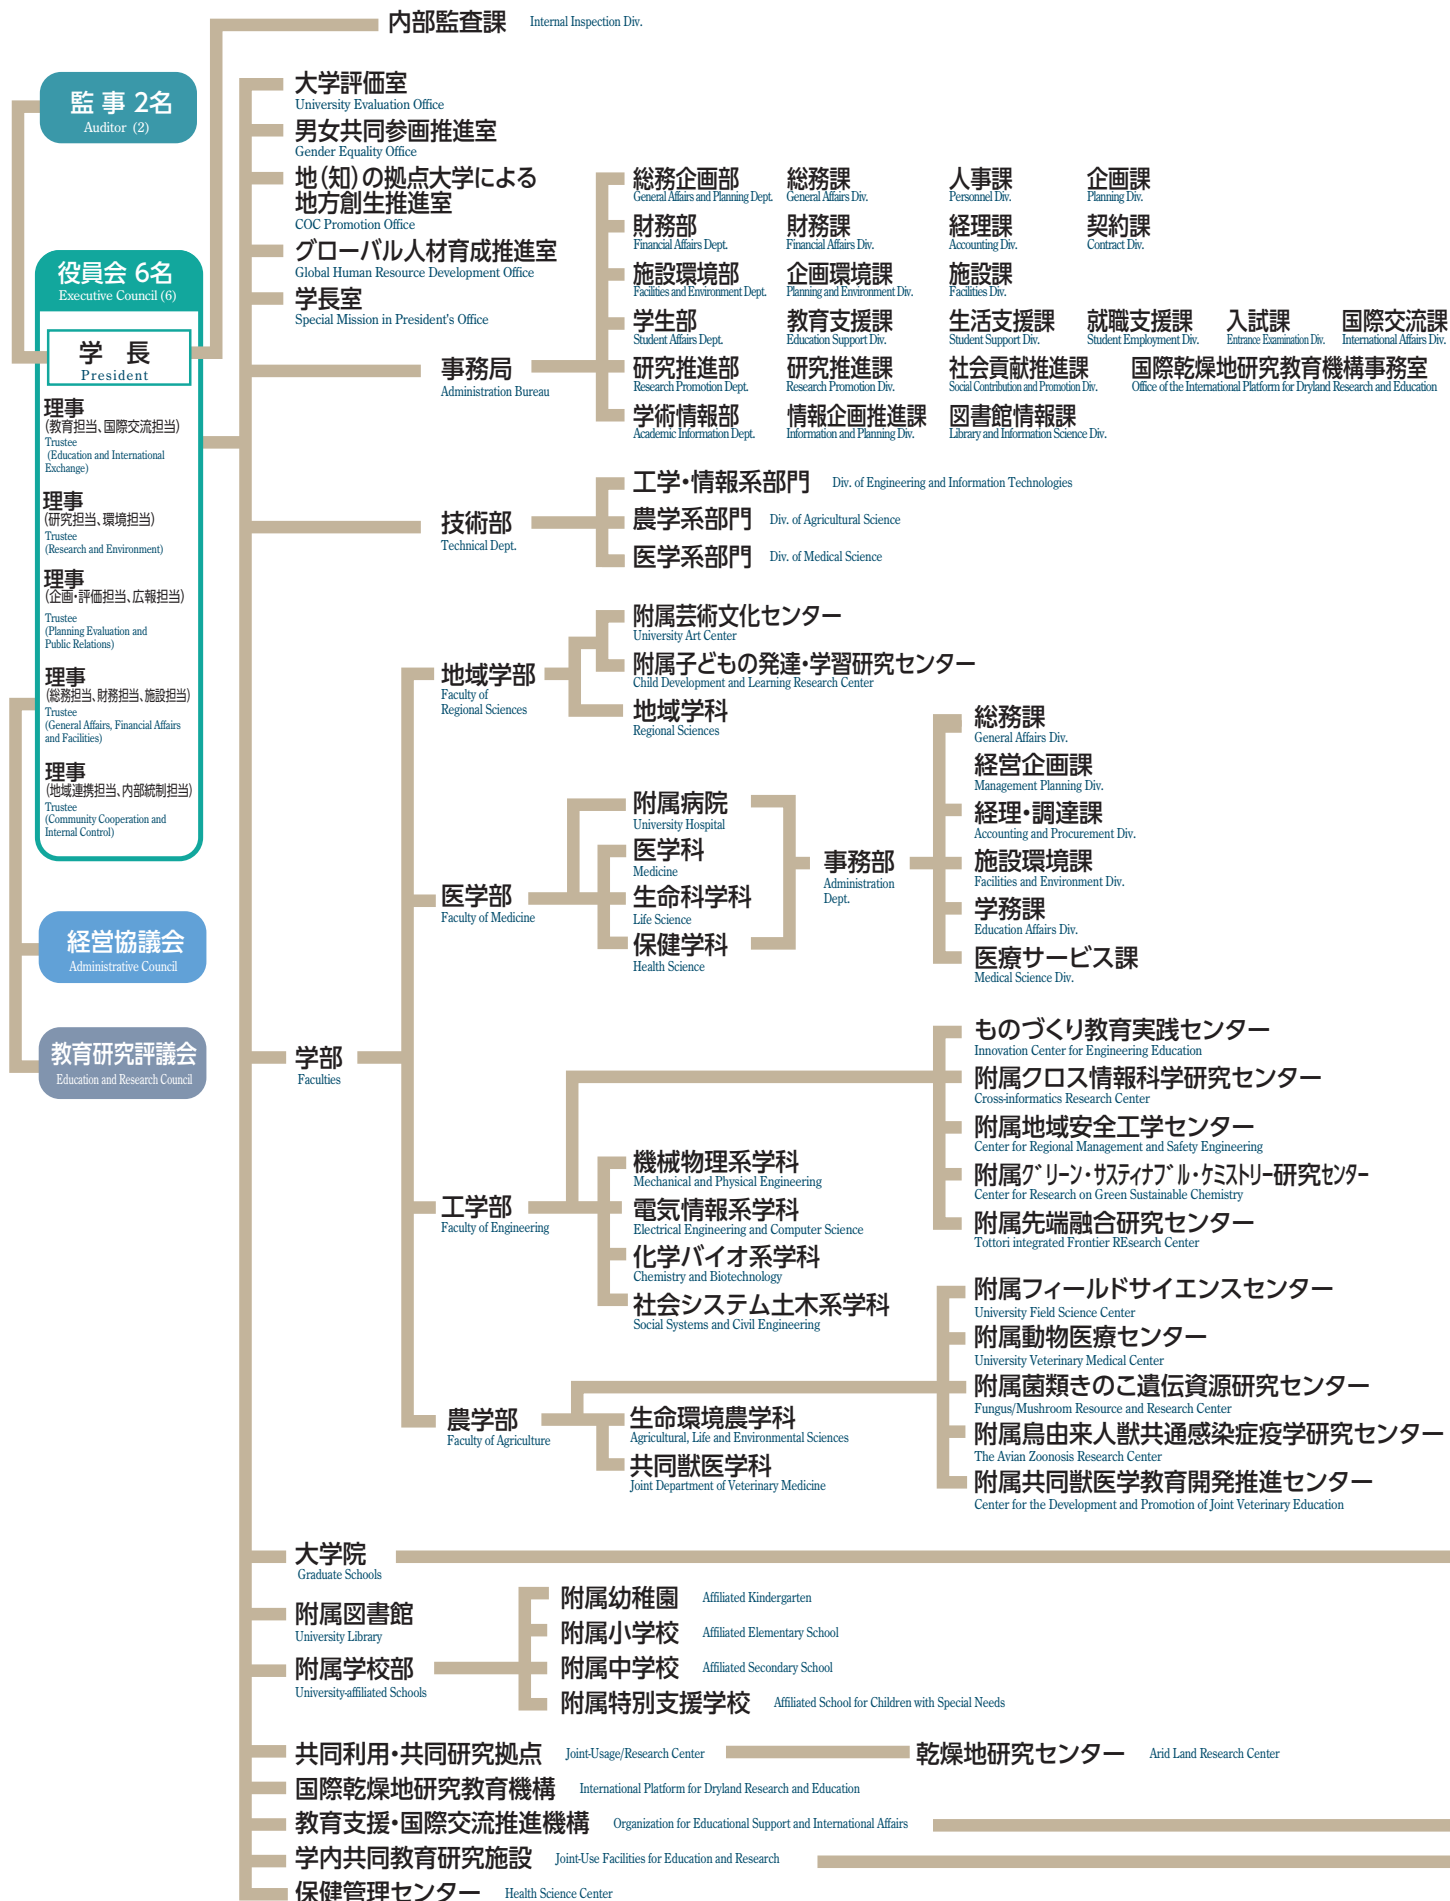 内部監査課 Internal Inspection Div.
監 事 2名
Auditor (2)
役員会 6名
Executive Council (6)
学 長
President
理事
(教育担当、国際交流担当)
Trustee
(Education and International
Exchange)
理事
(研究担当、環境担当)
Trustee
(Research and Environment)
理事
(企画・評価担当、広報担当)
Trustee
(Planning Evaluation and
Public Relations)
理事
(総務担当、財務担当、施設担当)
Trustee
(General Affairs, Financial Affairs
and Facilities)
理事
(地域連携担当、内部統制担当)
Trustee
(Community Cooperation and
Internal Control)
経営協議会
Administrative Council
教育研究評議会
Education and Research Council
大学評価室
University Evaluation Office
男女共同参画推進室
Gender Equality Office
地(知)の拠点大学による
地方創生推進室
COC Promotion Office
グローバル人材育成推進室
Global Human Resource Development Office
学長室
Special Mission in President's Office
事務局
Administration Bureau
総務企画部 総務課 人事課 企画課
General Affairs and Planning Dept. General Affairs Div. Personnel Div. Planning Div.
財務部 財務課 経理課 契約課
Financial Affairs Dept. Financial Affairs Div. Accounting Div. Contract Div.
施設環境部 企画環境課 施設課
Facilities and Environment Dept. Planning and Environment Div. Facilities Div.
学生部 教育支援課 生活支援課 就職支援課 入試課 国際交流課
Student Affairs Dept. Education Support Div. Student Support Div. Student Employment Div. Entrance Examination Div. International Affairs Div.
研究推進部 研究推進課 社会貢献推進課 国際乾燥地研究教育機構事務室
Research Promotion Dept. Research Promotion Div. Social Contribution and Promotion Div. Office of the International Platform for Dryland Research and Education
学術情報部 情報企画推進課 図書館情報課
Academic Information Dept. Information and Planning Div. Library and Information Science Div.
技術部
Technical Dept.
工学・情報系部門 Div. of Engineering and Information Technologies
農学系部門 Div. of Agricultural Science
医学系部門 Div. of Medical Science
学部
Faculties
地域学部
Faculty of
Regional Sciences
附属芸術文化センター
University Art Center
附属子どもの発達・学習研究センター
Child Development and Learning Research Center
地域学科
Regional Sciences
医学部
Faculty of Medicine
附属病院
University Hospital
医学科
Medicine
生命科学科
Life Science
保健学科
Health Science
事務部
Administration
Dept.
総務課
General Affairs Div.
経営企画課
Management Planning Div.
経理・調達課
Accounting and Procurement Div.
施設環境課
Facilities and Environment Div.
学務課
Education Affairs Div.
医療サービス課
Medical Science Div.
工学部
Faculty of Engineering
ものづくり教育実践センター
Innovation Center for Engineering Education
附属クロス情報科学研究センター
Cross-informatics Research Center
附属地域安全工学センター
Center for Regional Management and Safety Engineering
附属グリーン・サスティナブル・ケミストリー研究センター
Center for Research on Green Sustainable Chemistry
附属先端融合研究センター
Tottori integrated Frontier REsearch Center
機械物理系学科
Mechanical and Physical Engineering
電気情報系学科
Electrical Engineering and Computer Science
化学バイオ系学科
Chemistry and Biotechnology
社会システム土木系学科
Social Systems and Civil Engineering
農学部
Faculty of Agriculture
附属フィールドサイエンスセンター
University Field Science Center
附属動物医療センター
University Veterinary Medical Center
附属菌類きのこ遺伝資源研究センター
Fungus/Mushroom Resource and Research Center
附属鳥由来人獣共通感染症疫学研究センター
The Avian Zoonosis Research Center
附属共同獣医学教育開発推進センター
Center for the Development and Promotion of Joint Veterinary Education
生命環境農学科
Agricultural, Life and Environmental Sciences
共同獣医学科
Joint Department of Veterinary Medicine
大学院
Graduate Schools
附属図書館
University Library
附属学校部
University-affiliated Schools
附属幼稚園 Affiliated Kindergarten
附属小学校 Affiliated Elementary School
附属中学校 Affiliated Secondary School
附属特別支援学校 Affiliated School for Children with Special Needs
共同利用・共同研究拠点 Joint-Usage/Research Center 乾燥地研究センター Arid Land Research Center
国際乾燥地研究教育機構 International Platform for Dryland Research and Education
教育支援・国際交流推進機構 Organization for Educational Support and International Affairs
学内共同教育研究施設 Joint-Use Facilities for Education and Research
保健管理センター Health Science Center